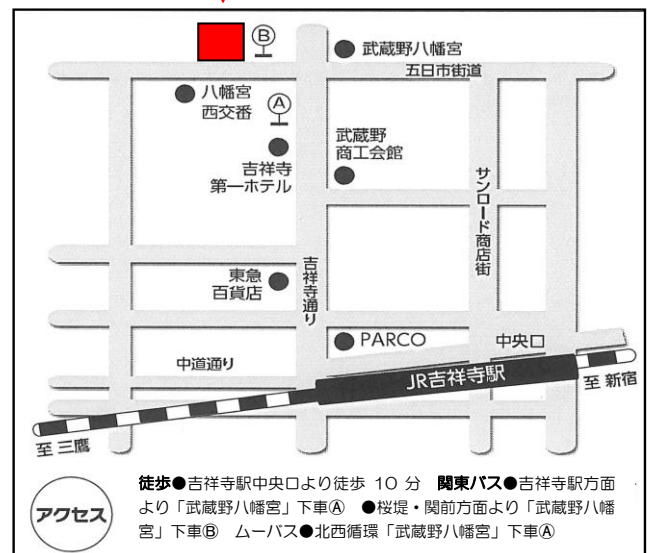 Ⓑ
武蔵野八幡宮
五日市街道
八幡宮
西交番
Ⓐ
武蔵野
商工会館
吉祥寺
第一ホテル
サンロード商店街
吉祥寺通り
東急
百貨店
PARCO
中央口
中道通り
JR吉祥寺駅
至 新宿
至 三鷹
アクセス
徒歩●吉祥寺駅中央口より徒歩 10 分 関東バス●吉祥寺駅方面
より「武蔵野八幡宮」下車Ⓐ ●桜堤・関前方面より「武蔵野八幡
宮」下車Ⓑ ムーバス●北西循環「武蔵野八幡宮」下車Ⓐ